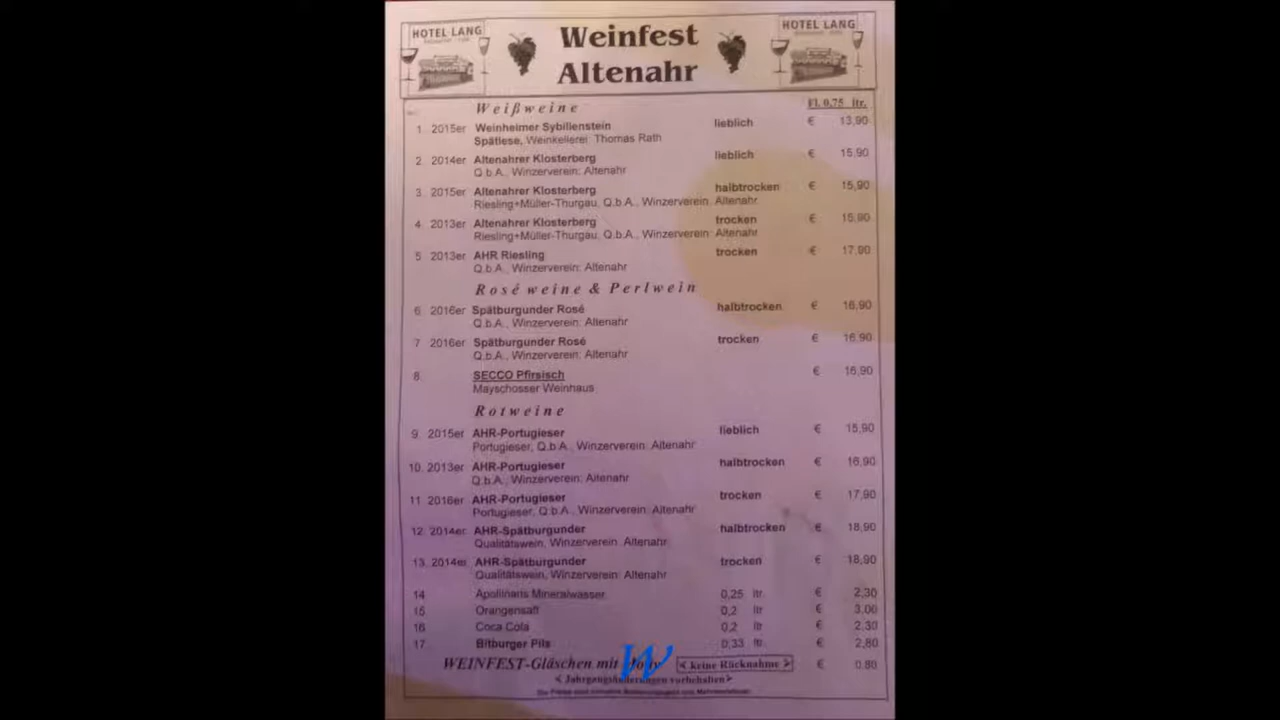 HOTEL LANG
Weinfest
Altenahr
HOTEL LANG
Weißweine Fl. 0,75 ltr.
1. 2015er Weinheimer Sybillenstein lieblich € 13,90
Spätlese, Weinkellerei Thomas Rath
2. 2014er Altenahrer Klosterberg lieblich € 15,90
Q.b.A., Winzerverein: Altenahr
3. 2015er Altenahrer Klosterberg halbtrocken € 15,90
Riesling+Müller-Thurgau, Q.b.A., Winzerverein: Altenahr
4. 2013er Altenahrer Klosterberg trocken € 15,90
Riesling+Müller-Thurgau, Q.b.A., Winzerverein: Altenahr
5 2013er AHR Riesling trocken € 17,90
Q.b.A., Winzerverein: Altenahr
Rosé weine & Perlwein
6. 2016er Spätburgunder Rosé halbtrocken € 16,90
Q.b.A., Winzerverein: Altenahr
7 2016er Spätburgunder Rosé trocken € 16,90
Q.b.A., Winzerverein: Altenahr
8. SECCO Pfirsisch € 16,90
Mayschosser Weinhaus
Rotweine
9. 2015er AHR-Portugieser lieblich € 15,90
Portugieser, Q.b.A., Winzerverein: Altenahr
10. 2013er AHR-Portugieser halbtrocken € 16,90
Q.b.A., Winzerverein: Altenahr
11 2016er AHR-Portugieser trocken € 17,90
Portugieser, Q.b.A., Winzerverein: Altenahr
12. 2014er AHR-Spätburgunder halbtrocken € 18,90
Qualitätswein, Winzerverein: Altenahr
13. 2014er AHR-Spätburgunder trocken € 18,90
Qualitätswein, Winzerverein: Altenahr
14 Apollinaris Mineralwasser 0,25 ltr. € 2,30
15 Orangensaft 0,2 ltr € 3,00
16 Coca Cola 0,2 ltr € 2,30
17 Bitburger Pils 0,33 ltr. € 2,80
WEINFEST-Gläschen mit < keine Rücknahme > € 0,80
W
< Jahrgangsänderungen vorbehalten >